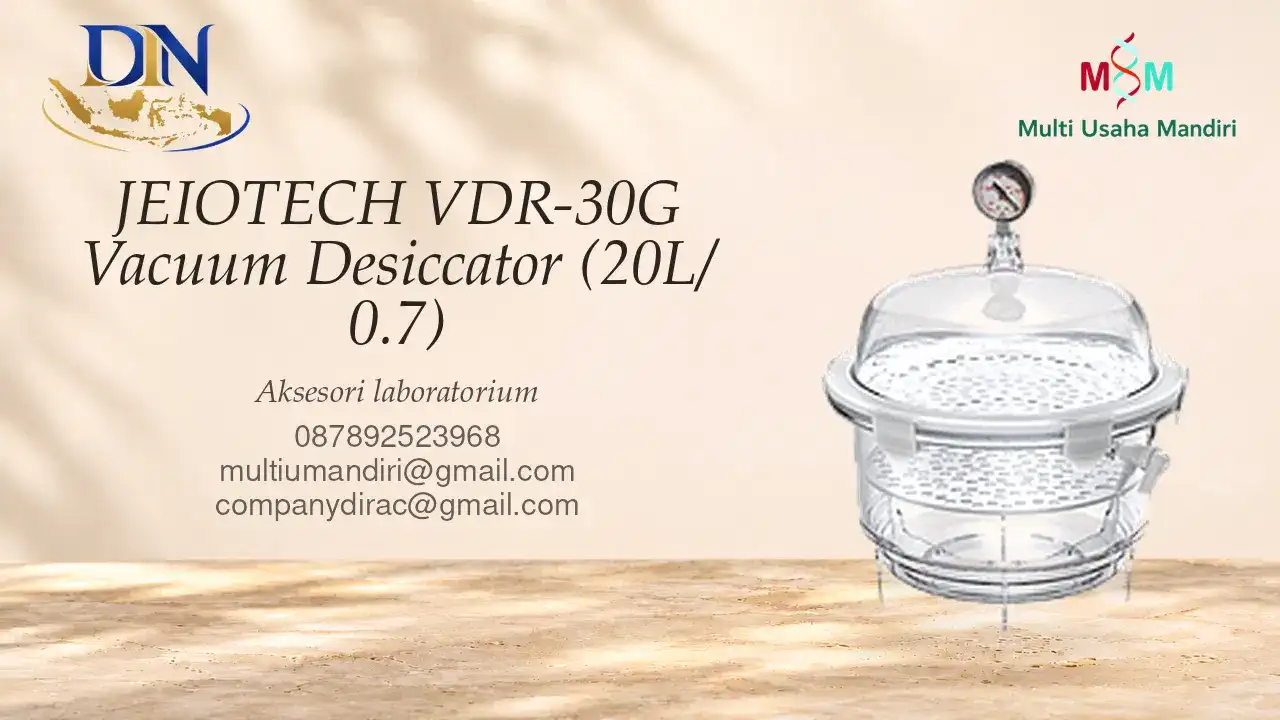 DIN
M M
Multi Usaha Mandiri
JEIOTECH VDR-30G
Vacuum Desiccator (20L/
0.7)
Aksesori laboratorium
087892523968
multiumandiri@gmail.com
companydirac@gmail.com